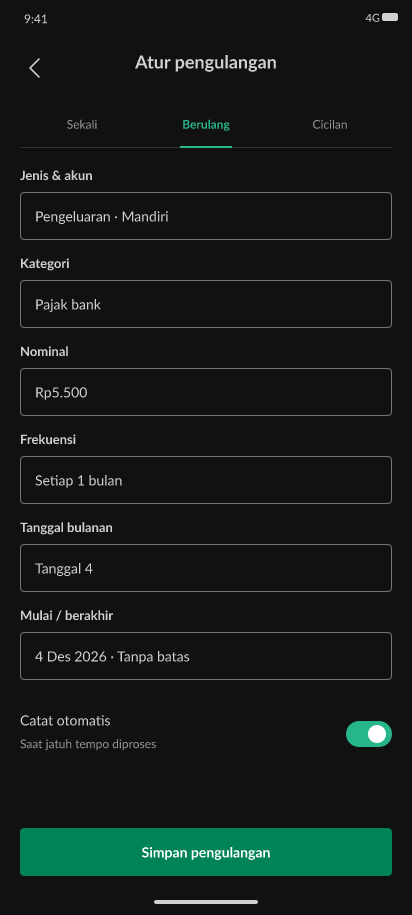 9:41
4G
Atur pengulangan
Sekali
Berulang
Cicilan
Jenis & akun
Pengeluaran · Mandiri
Kategori
Pajak bank
Nominal
Rp5.500
Frekuensi
Setiap 1 bulan
Tanggal bulanan
Tanggal 4
Mulai / berakhir
4 Des 2026 · Tanpa batas
Catat otomatis
Saat jatuh tempo diproses
Simpan pengulangan